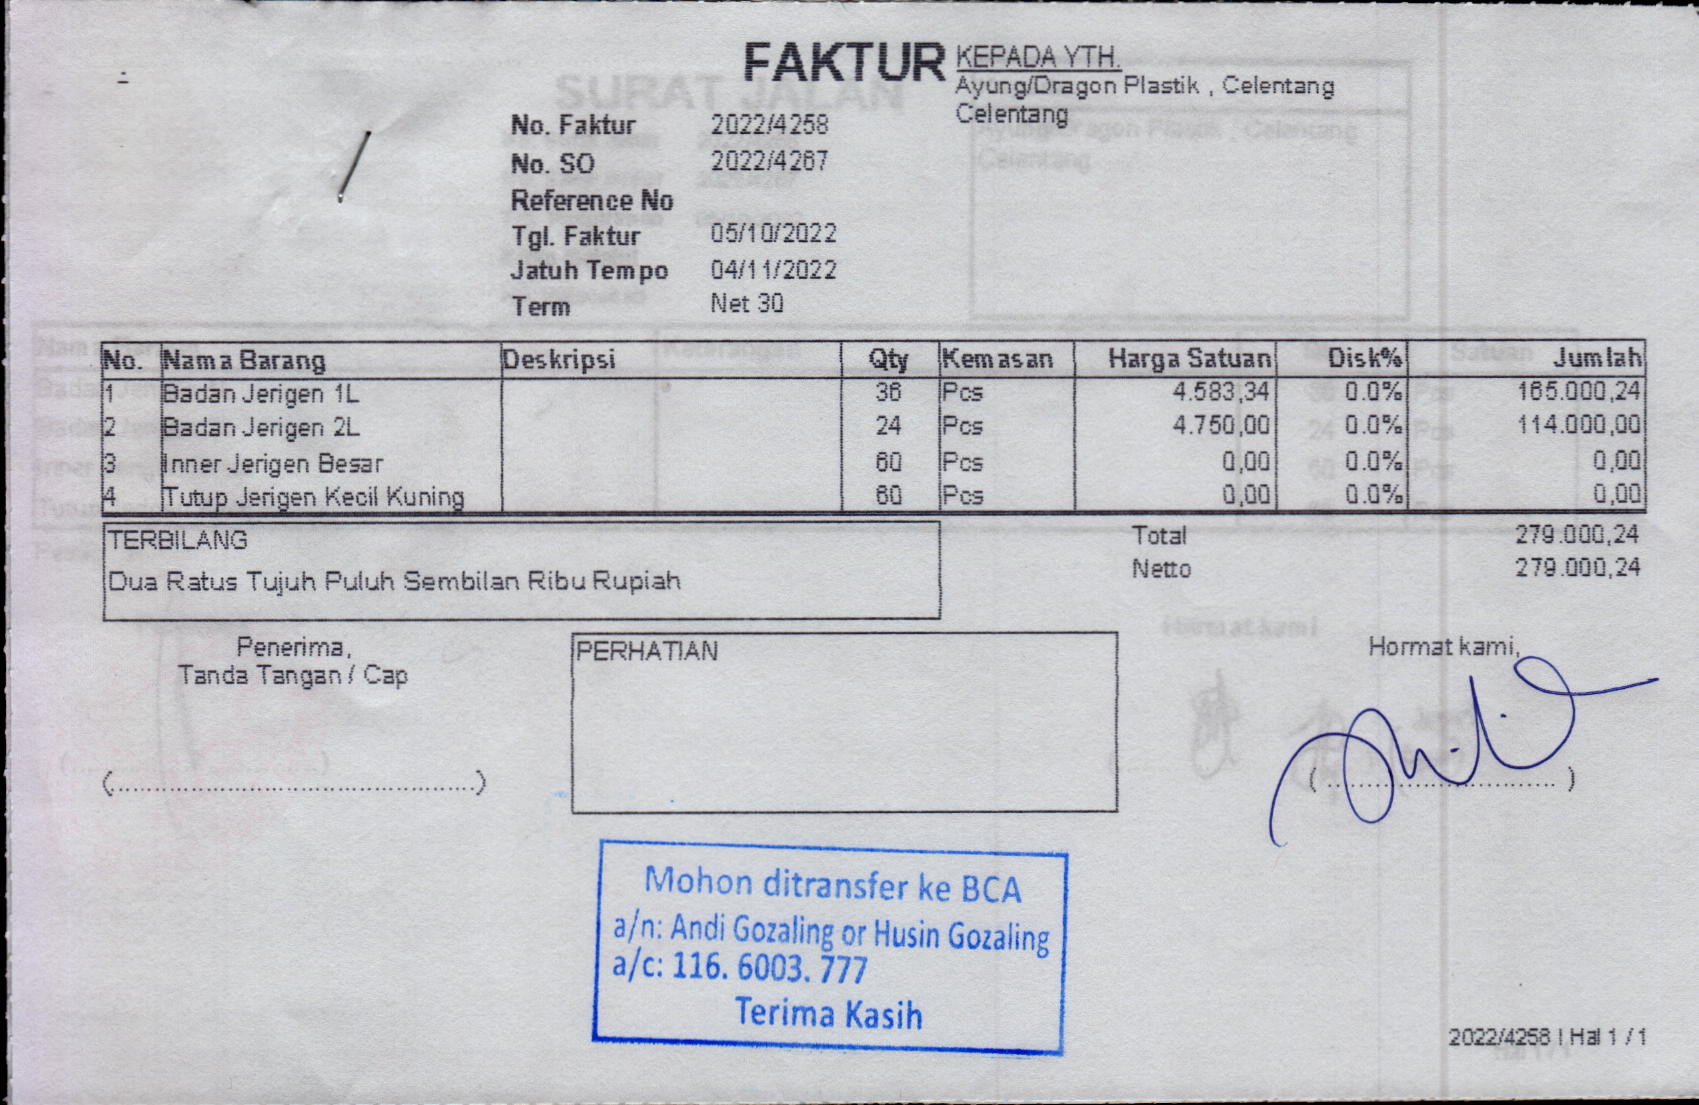 FAKTUR
KEPADA YTH.
Ayung/Dragon Plastik , Celentang
Celentang
No. Faktur 2022/4258
No. SO 2022/4267
Reference No
Tgl. Faktur 05/10/2022
Jatuh Tempo 04/11/2022
Term Net 30
No. Nama Barang Deskripsi Qty Kemasan Harga Satuan Disk% Jumlah
1 Badan Jerigen 1L 36 Pcs 4.583,34 0.0% 165.000,24
2 Badan Jerigen 2L 24 Pcs 4.750,00 0.0% 114.000,00
3 Inner Jerigen Besar 60 Pcs 0,00 0.0% 0,00
4 Tutup Jerigen Kecil Kuning 60 Pcs 0,00 0.0% 0,00
TERBILANG
Dua Ratus Tujuh Puluh Sembilan Ribu Rupiah
Total 279.000,24
Netto 279.000,24
Penerima,
Tanda Tangan / Cap
(..............................................)
PERHATIAN
Hormat kami,
(..............................)
Mohon ditransfer ke BCA
a/n: Andi Gozaling or Husin Gozaling
a/c: 116. 6003. 777
Terima Kasih
2022/4258 | Hal 1 / 1